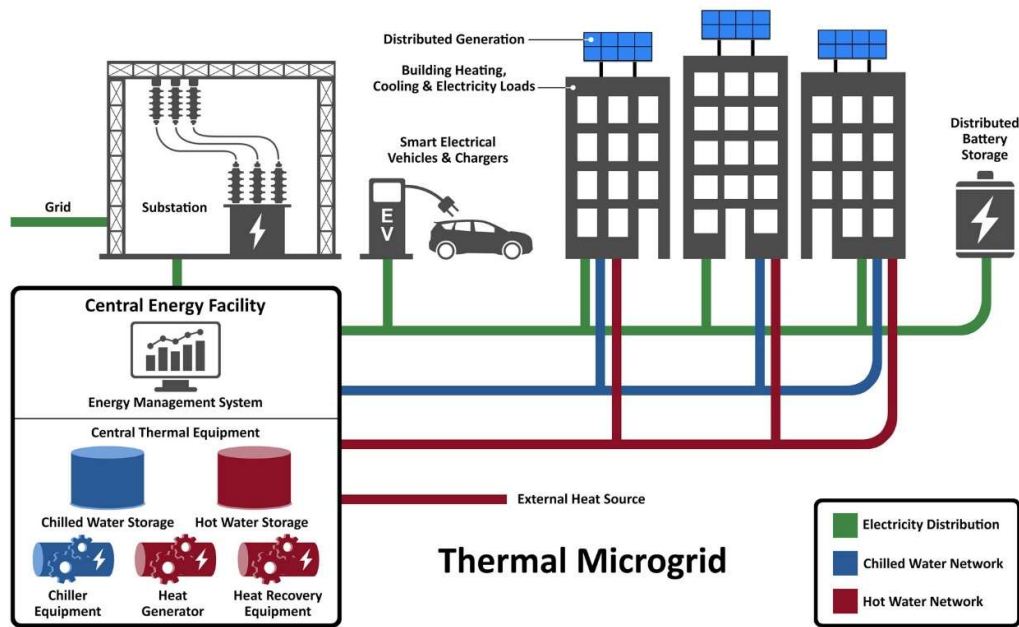 Distributed Generation
Building Heating,
Cooling & Electricity Loads
Smart Electrical
Vehicles & Chargers
Distributed
Battery
Storage
Grid
Substation
EV
Central Energy Facility
Energy Management System
Central Thermal Equipment
Chilled Water Storage
Hot Water Storage
Chiller
Equipment
Heat
Generator
Heat Recovery
Equipment
External Heat Source
Thermal Microgrid
Electricity Distribution
Chilled Water Network
Hot Water Network